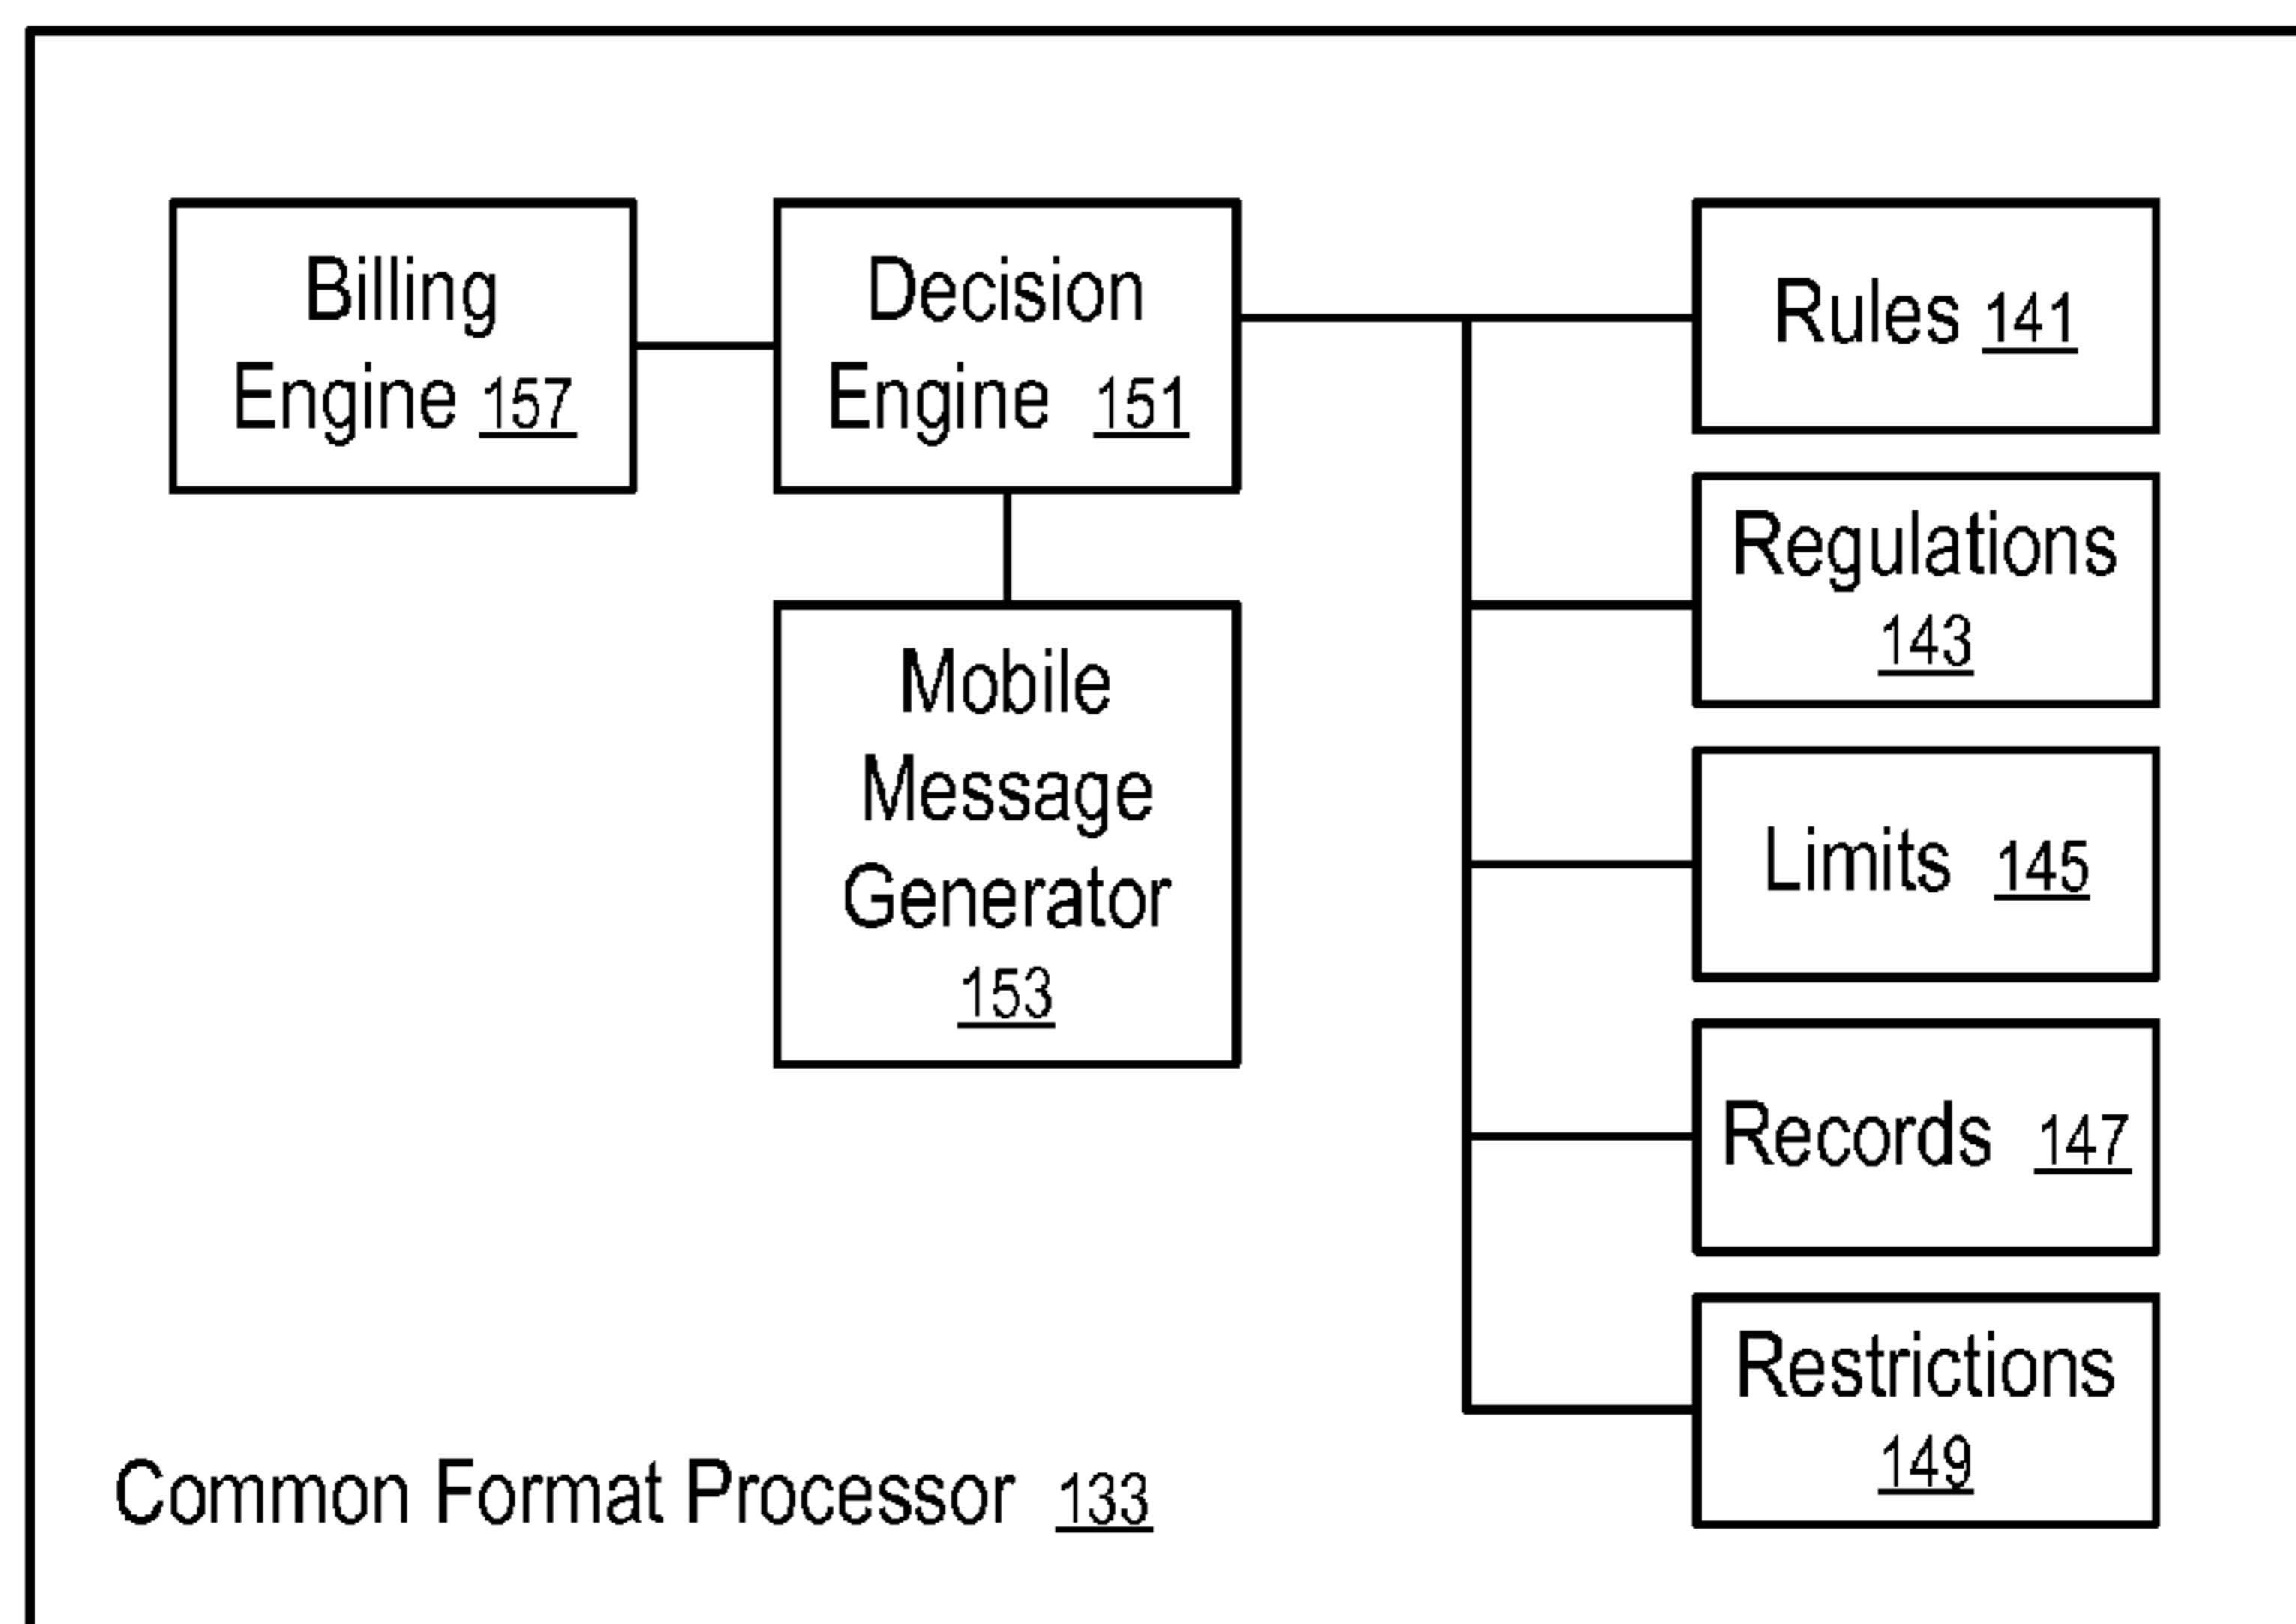 Billing
Engine 157
Decision
Engine 151
Mobile
Message
Generator
153
Rules 141
Regulations
143
Limits 145
Records 147
Restrictions
149
Common Format Processor 133